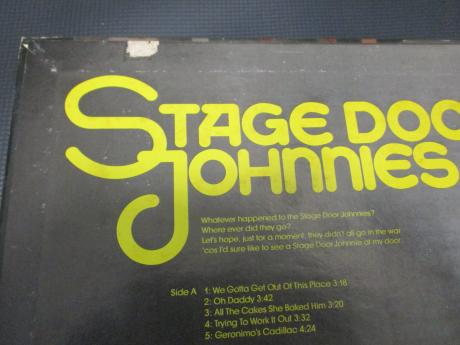 STAGE DOO
JOHNNIES
Whatever happened to the Stage Door Johnnies?
Where ever did they go?
Let's hope, just for a moment, they didn't all go in the war
'cos I'd sure like to see a Stage Door Johnnie at my door.
Side A 1: We Gotta Get Out Of This Place 3:18
2: Oh Daddy 3:42
3: All The Cakes She Baked Him 3:20
4: Trying To Work It Out 3:32
5: Geronimo's Cadillac 4:24